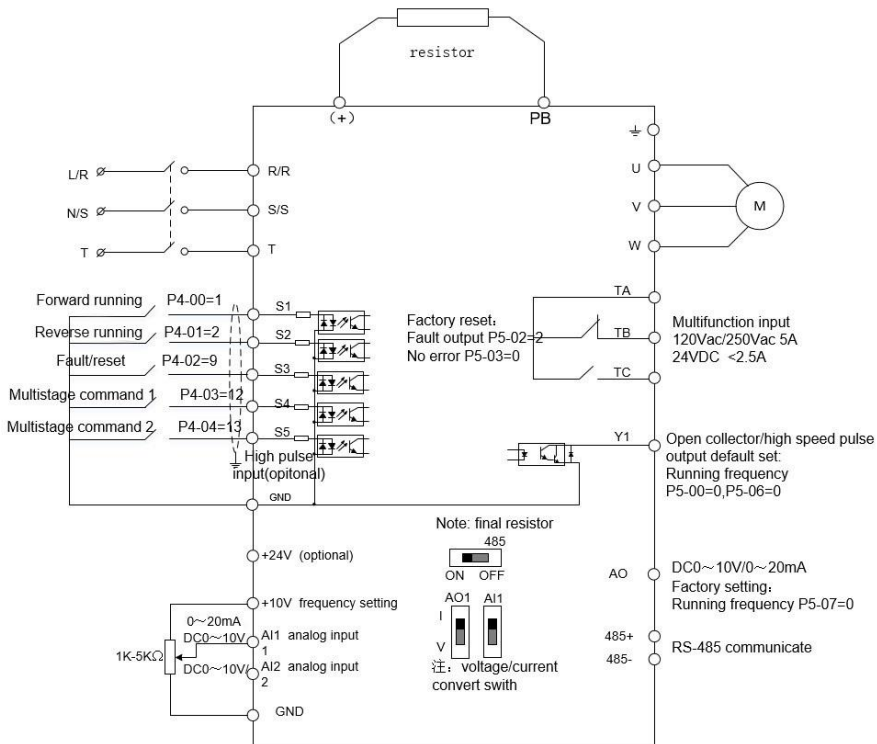 resistor
(+)
PB
L/R
R/R
N/S
S/S
T
T
U
V
W
M
Forward running
P4-00=1
S1
Reverse running
P4-01=2
S2
Fault/reset
P4-02=9
S3
Multistage command 1
P4-03=12
S4
Multistage command 2
P4-04=13
S5
High pulse
input(opitonal)
GND
Factory reset:
Fault output P5-02=2
No error P5-03=0
TA
TB
TC
Multifunction input
120Vac/250Vac 5A
24VDC <2.5A
Y1
Open collector/high speed pulse
output default set:
Running frequency
P5-00=0,P5-06=0
Note: final resistor
485
ON OFF
AO1 AI1
I
V
注: voltage/current
convert swith
+24V (optional)
+10V frequency setting
0～20mA
DC0～10V
AI1 analog input
1
1K-5KΩ
DC0～10V/
AI2 analog input
2
GND
AO
DC0～10V/0～20mA
Factory setting:
Running frequency P5-07=0
485+
485-
RS-485 communicate